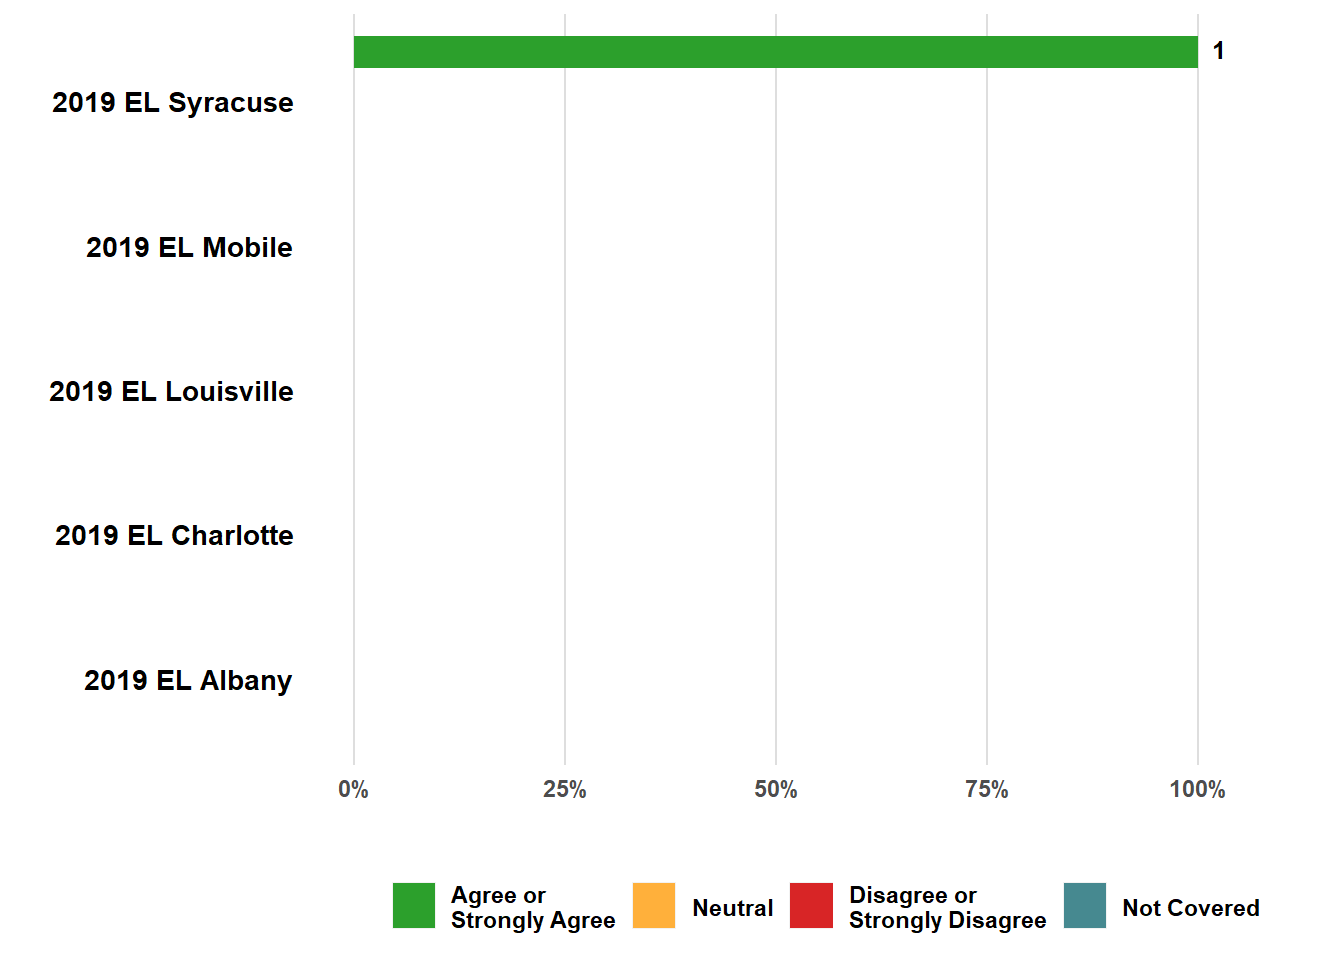 1
2019 EL Syracuse
2019 EL Mobile
2019 EL Louisville
2019 EL Charlotte
2019 EL Albany
0% 25% 50% 75% 100%
Agree or
Strongly Agree
Neutral
Disagree or
Strongly Disagree
Not Covered